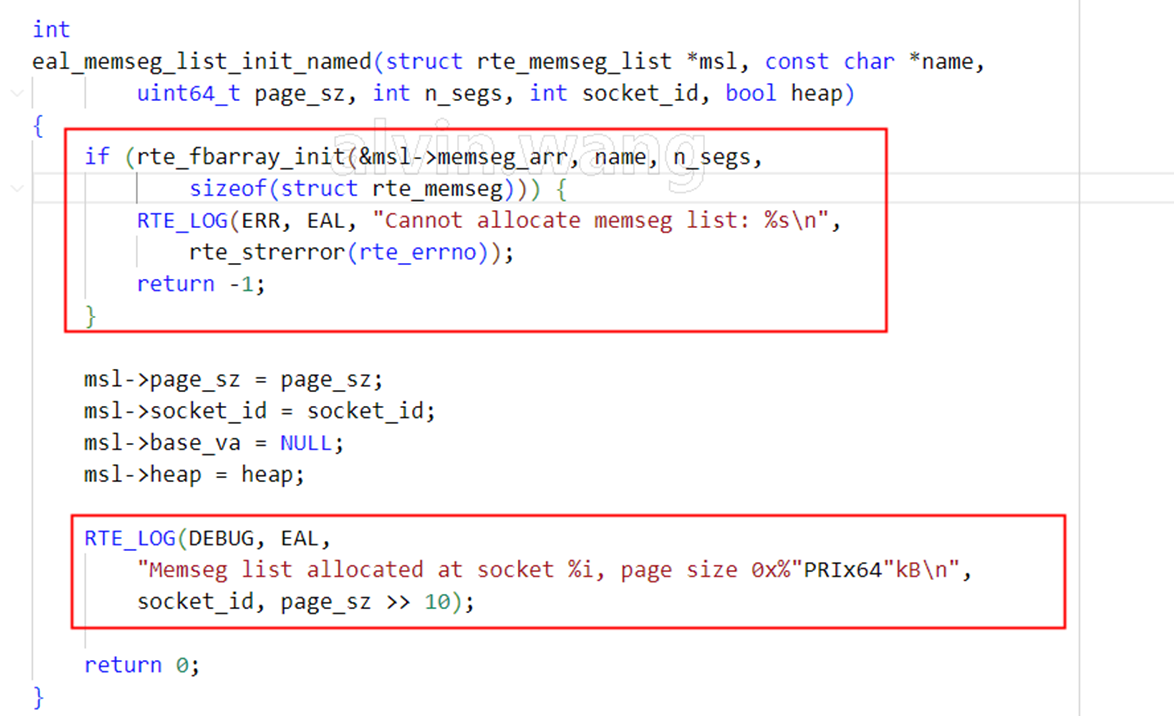 int
eal_memseg_list_init_named(struct rte_memseg_list *msl, const char *name,
        uint64_t page_sz, int n_segs, int socket_id, bool heap)
{
    if (rte_fbarray_init(&msl->memseg_arr, name, n_segs,
            sizeof(struct rte_memseg))) {
        RTE_LOG(ERR, EAL, "Cannot allocate memseg list: %s\n",
            rte_strerror(rte_errno));
        return -1;
    }
    msl->page_sz = page_sz;
    msl->socket_id = socket_id;
    msl->base_va = NULL;
    msl->heap = heap;
    RTE_LOG(DEBUG, EAL,
        "Memseg list allocated at socket %i, page size 0x%"PRIx64"kB\n",
        socket_id, page_sz >> 10);
    return 0;
}
alvin.wang